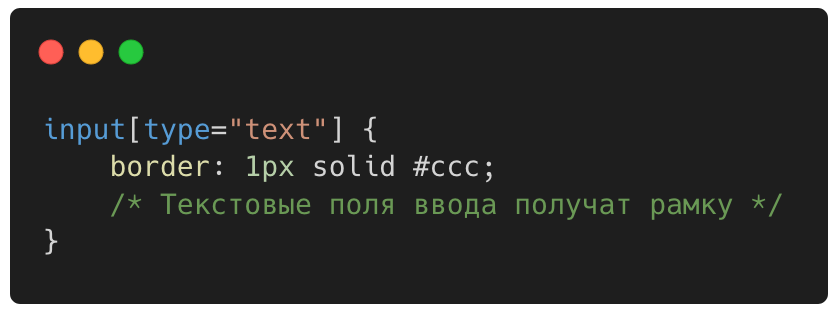 input[type="text"] {
    border: 1px solid #ccc;
    /* Текстовые поля ввода получат рамку */
}